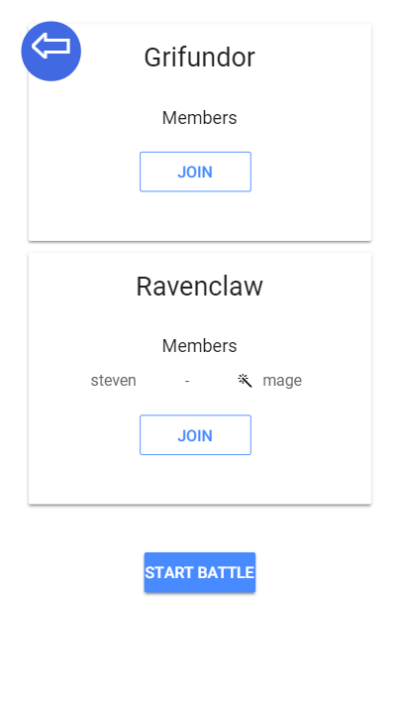 Grifundor
Members
JOIN
Ravenclaw
Members
steven - mage
JOIN
START BATTLE